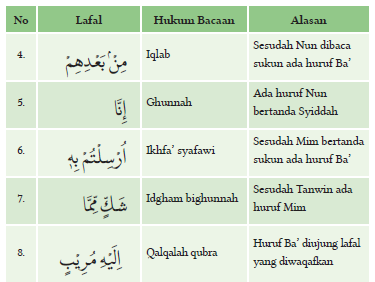 No Lafal Hukum Bacaan Alasan
4. مِنْۢ بَعْدِهِمْ Iqlab Sesudah Nun dibaca
sukun ada huruf Ba’
5. إِنَّا Ghunnah Ada huruf Nun
bertanda Syiddah
6. اُرْسِلْتُمْ بِهٖ Ikhfa’ syafawi Sesudah Mim bertanda
sukun ada huruf Ba’
7. شَكٍّ مِّمَّا Idgham bighunnah Sesudah Tanwin ada
huruf Mim
8. اِلَيْهِ مُرِيْبٍ Qalqalah qubra Huruf Ba’ diujung lafal
yang diwaqafkan